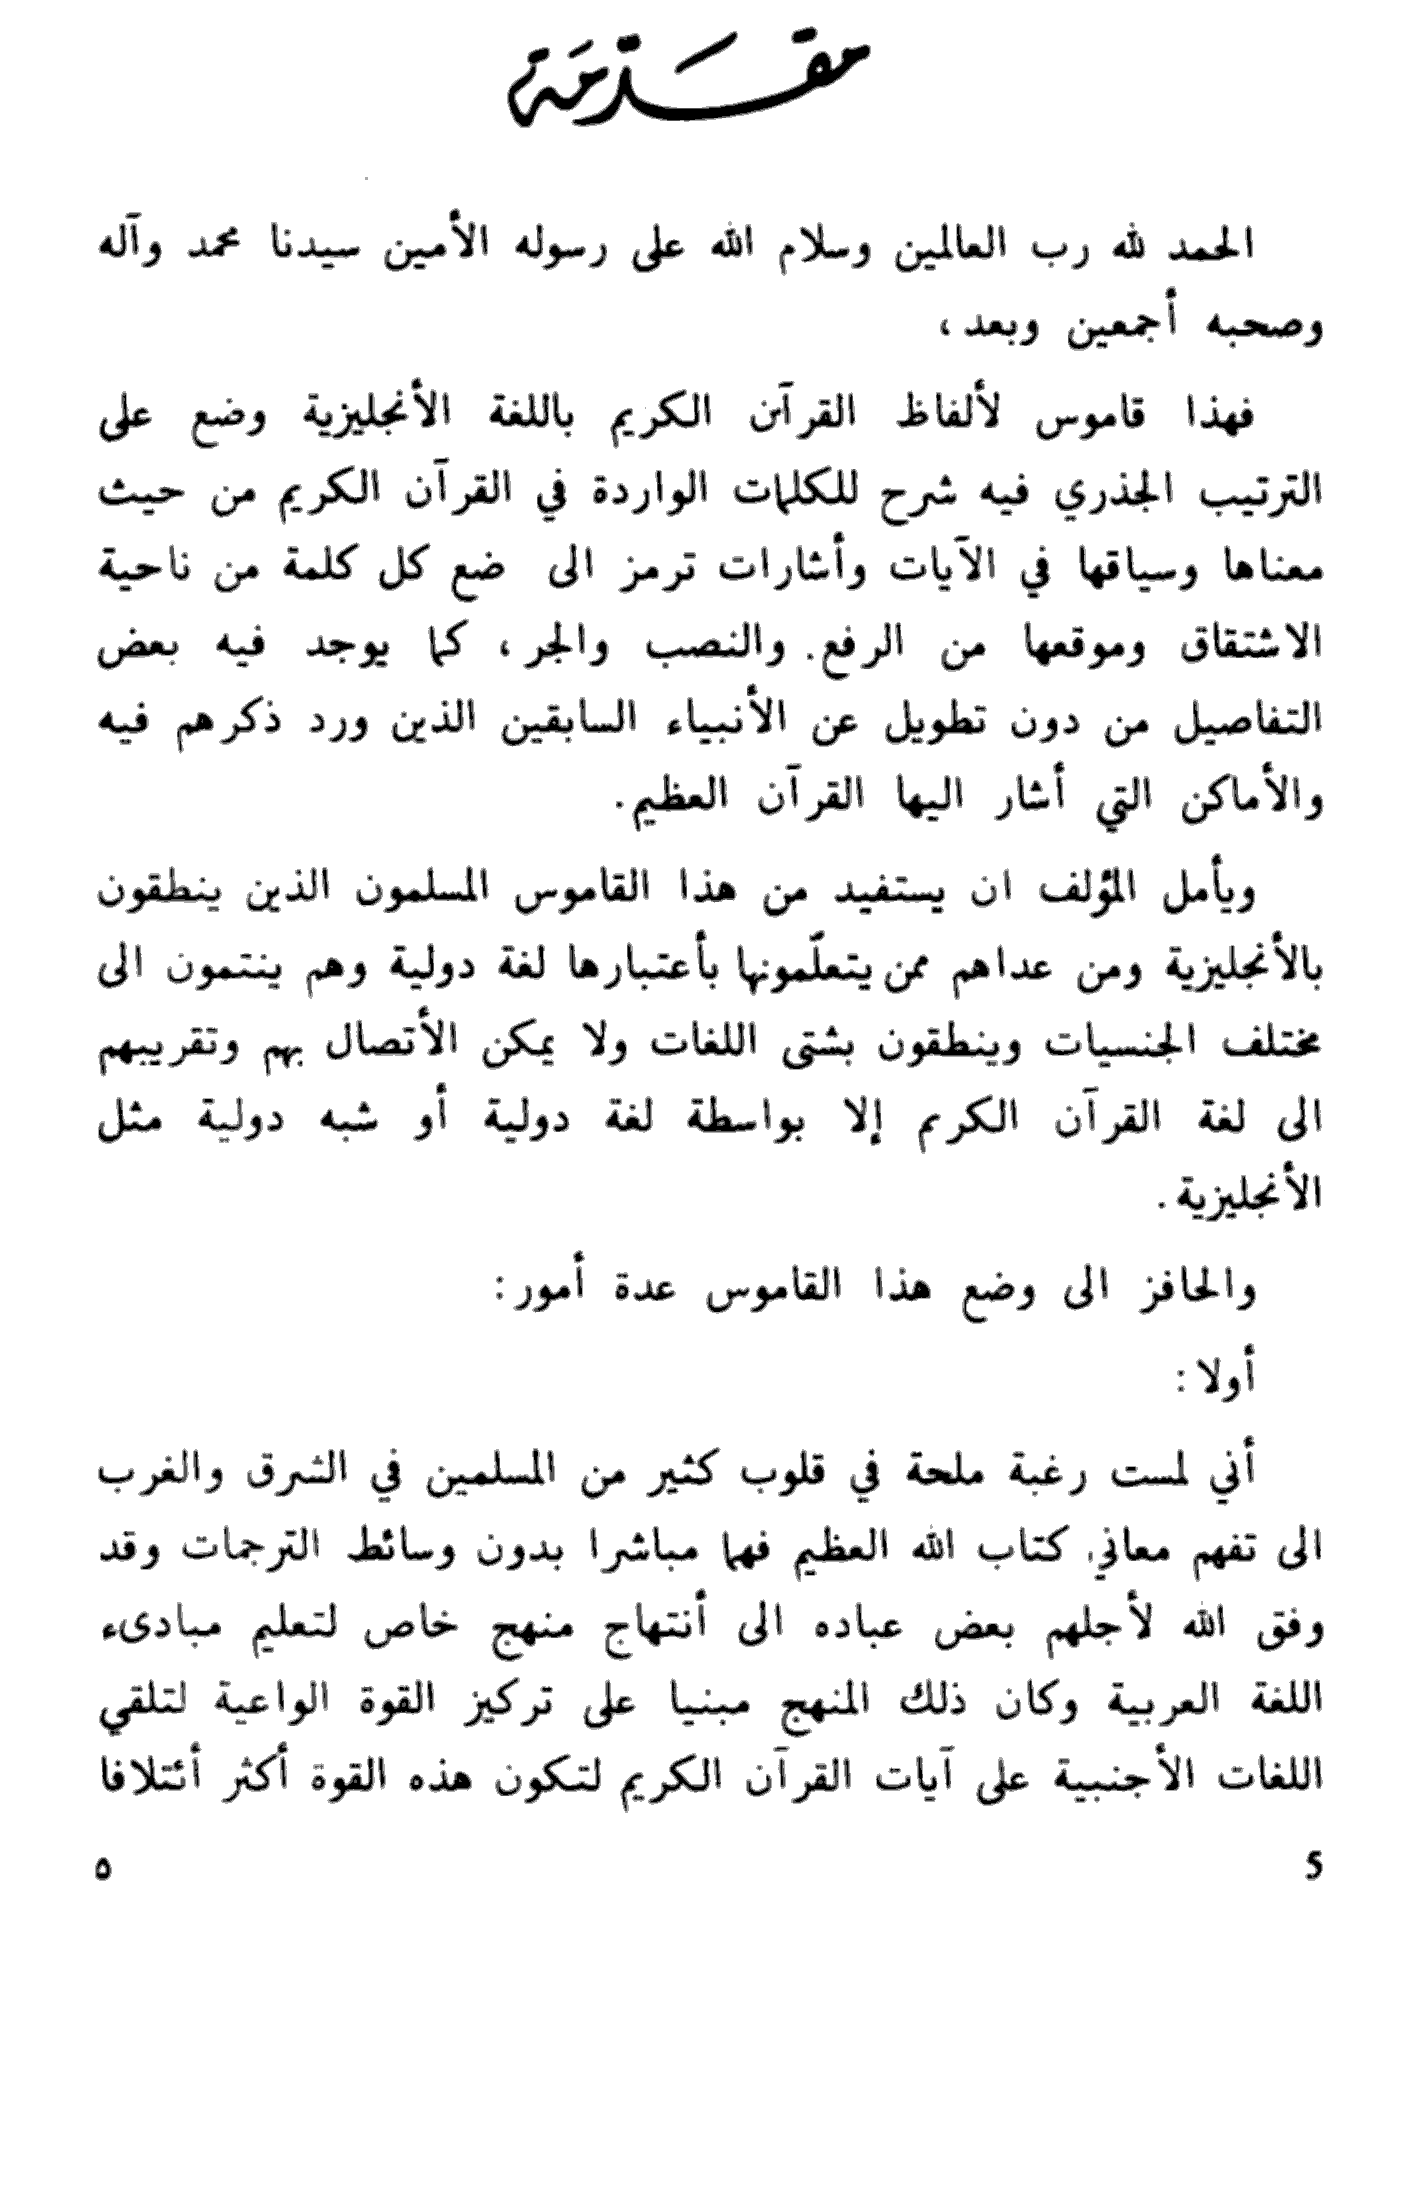 مقدّمَة
الحمد لله رب العالمين وسلام الله على رسوله الأمين سيدنا محمد وآله
وصحبه أجمعين وبعد،
فهذا قاموس لألفاظ القرآن الكريم باللغة الأنجليزية وضع على
الترتيب الجذري فيه شرح للكلمات الواردة في القرآن الكريم من حيث
معناها وسياقها في الآيات وأشارات ترمز الى ضع كل كلمة من ناحية
الاشتقاق وموقعها من الرفع. والنصب والجر، كما يوجد فيه بعض
التفاصيل من دون تطويل عن الأنبياء السابقين الذين ورد ذكرهم فيه
والأماكن التي أشار اليها القرآن العظيم.
ويأمل المؤلف ان يستفيد من هذا القاموس المسلمون الذين ينطقون
بالأنجليزية ومن عداهم ممن يتعلّمونها بأعتبارها لغة دولية وهم ينتمون الى
مختلف الجنسيات وينطقون بشتى اللغات ولا يمكن الأتصال بهم وتقريبهم
الى لغة القرآن الكريم إلا بواسطة لغة دولية أو شبه دولية مثل
الأنجليزية.
والحافز الى وضع هذا القاموس عدة أمور:
أولا:
أني لمست رغبة ملحة في قلوب كثير من المسلمين في الشرق والغرب
الى تفهم معاني كتاب الله العظيم فهما مباشرا بدون وسائط الترجمات وقد
وفق الله لأجلهم بعض عباده الى أنتهاج منهج خاص لتعليم مبادىء
اللغة العربية وكان ذلك المنهج مبنيا على تركيز القوة الواعية لتلقي
اللغات الأجنبية على آيات القرآن الكريم لتكون هذه القوة أكثر أئتلافا
5 ۵